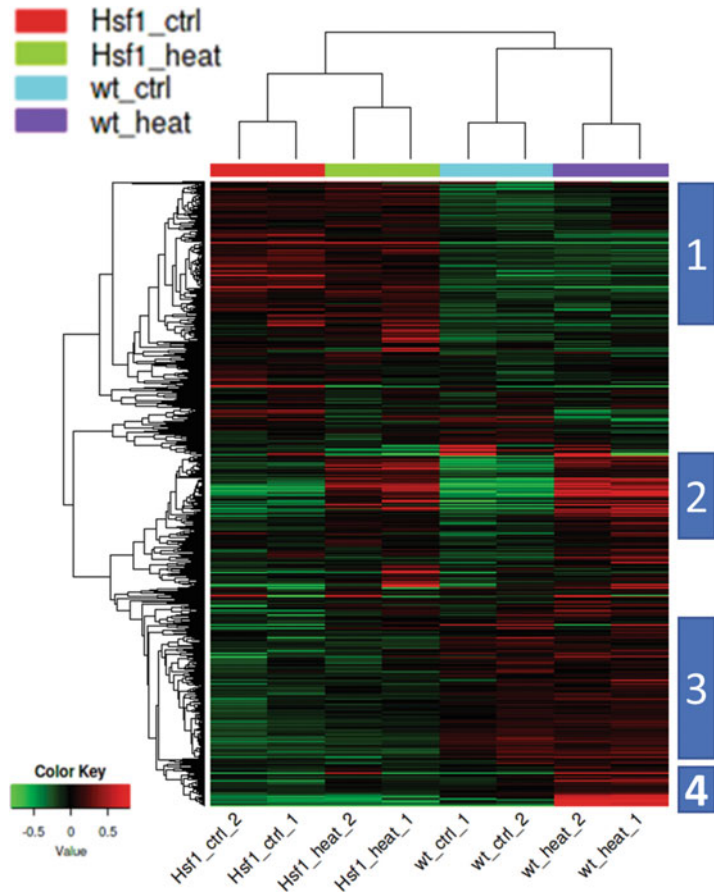 Hsf1_ctrl
Hsf1_heat
wt_ctrl
wt_heat
1
2
3
4
Color Key
-0.5 0 0.5
Value
Hsf1_ctrl_2 Hsf1_ctrl_1 Hsf1_heat_2 Hsf1_heat_1 wt_ctrl_1 wt_ctrl_2 wt_heat_2 wt_heat_1